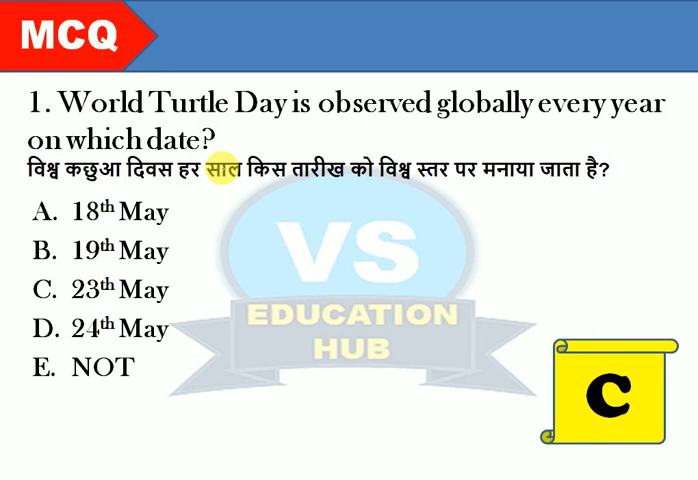 MCQ
1. World Turtle Day is observed globally every year
on which date?
विश्व कछुआ दिवस हर साल किस तारीख को विश्व स्तर पर मनाया जाता है?
A. 18th May
B. 19th May
C. 23th May
D. 24th May
E. NOT
VS
EDUCATION
HUB
C